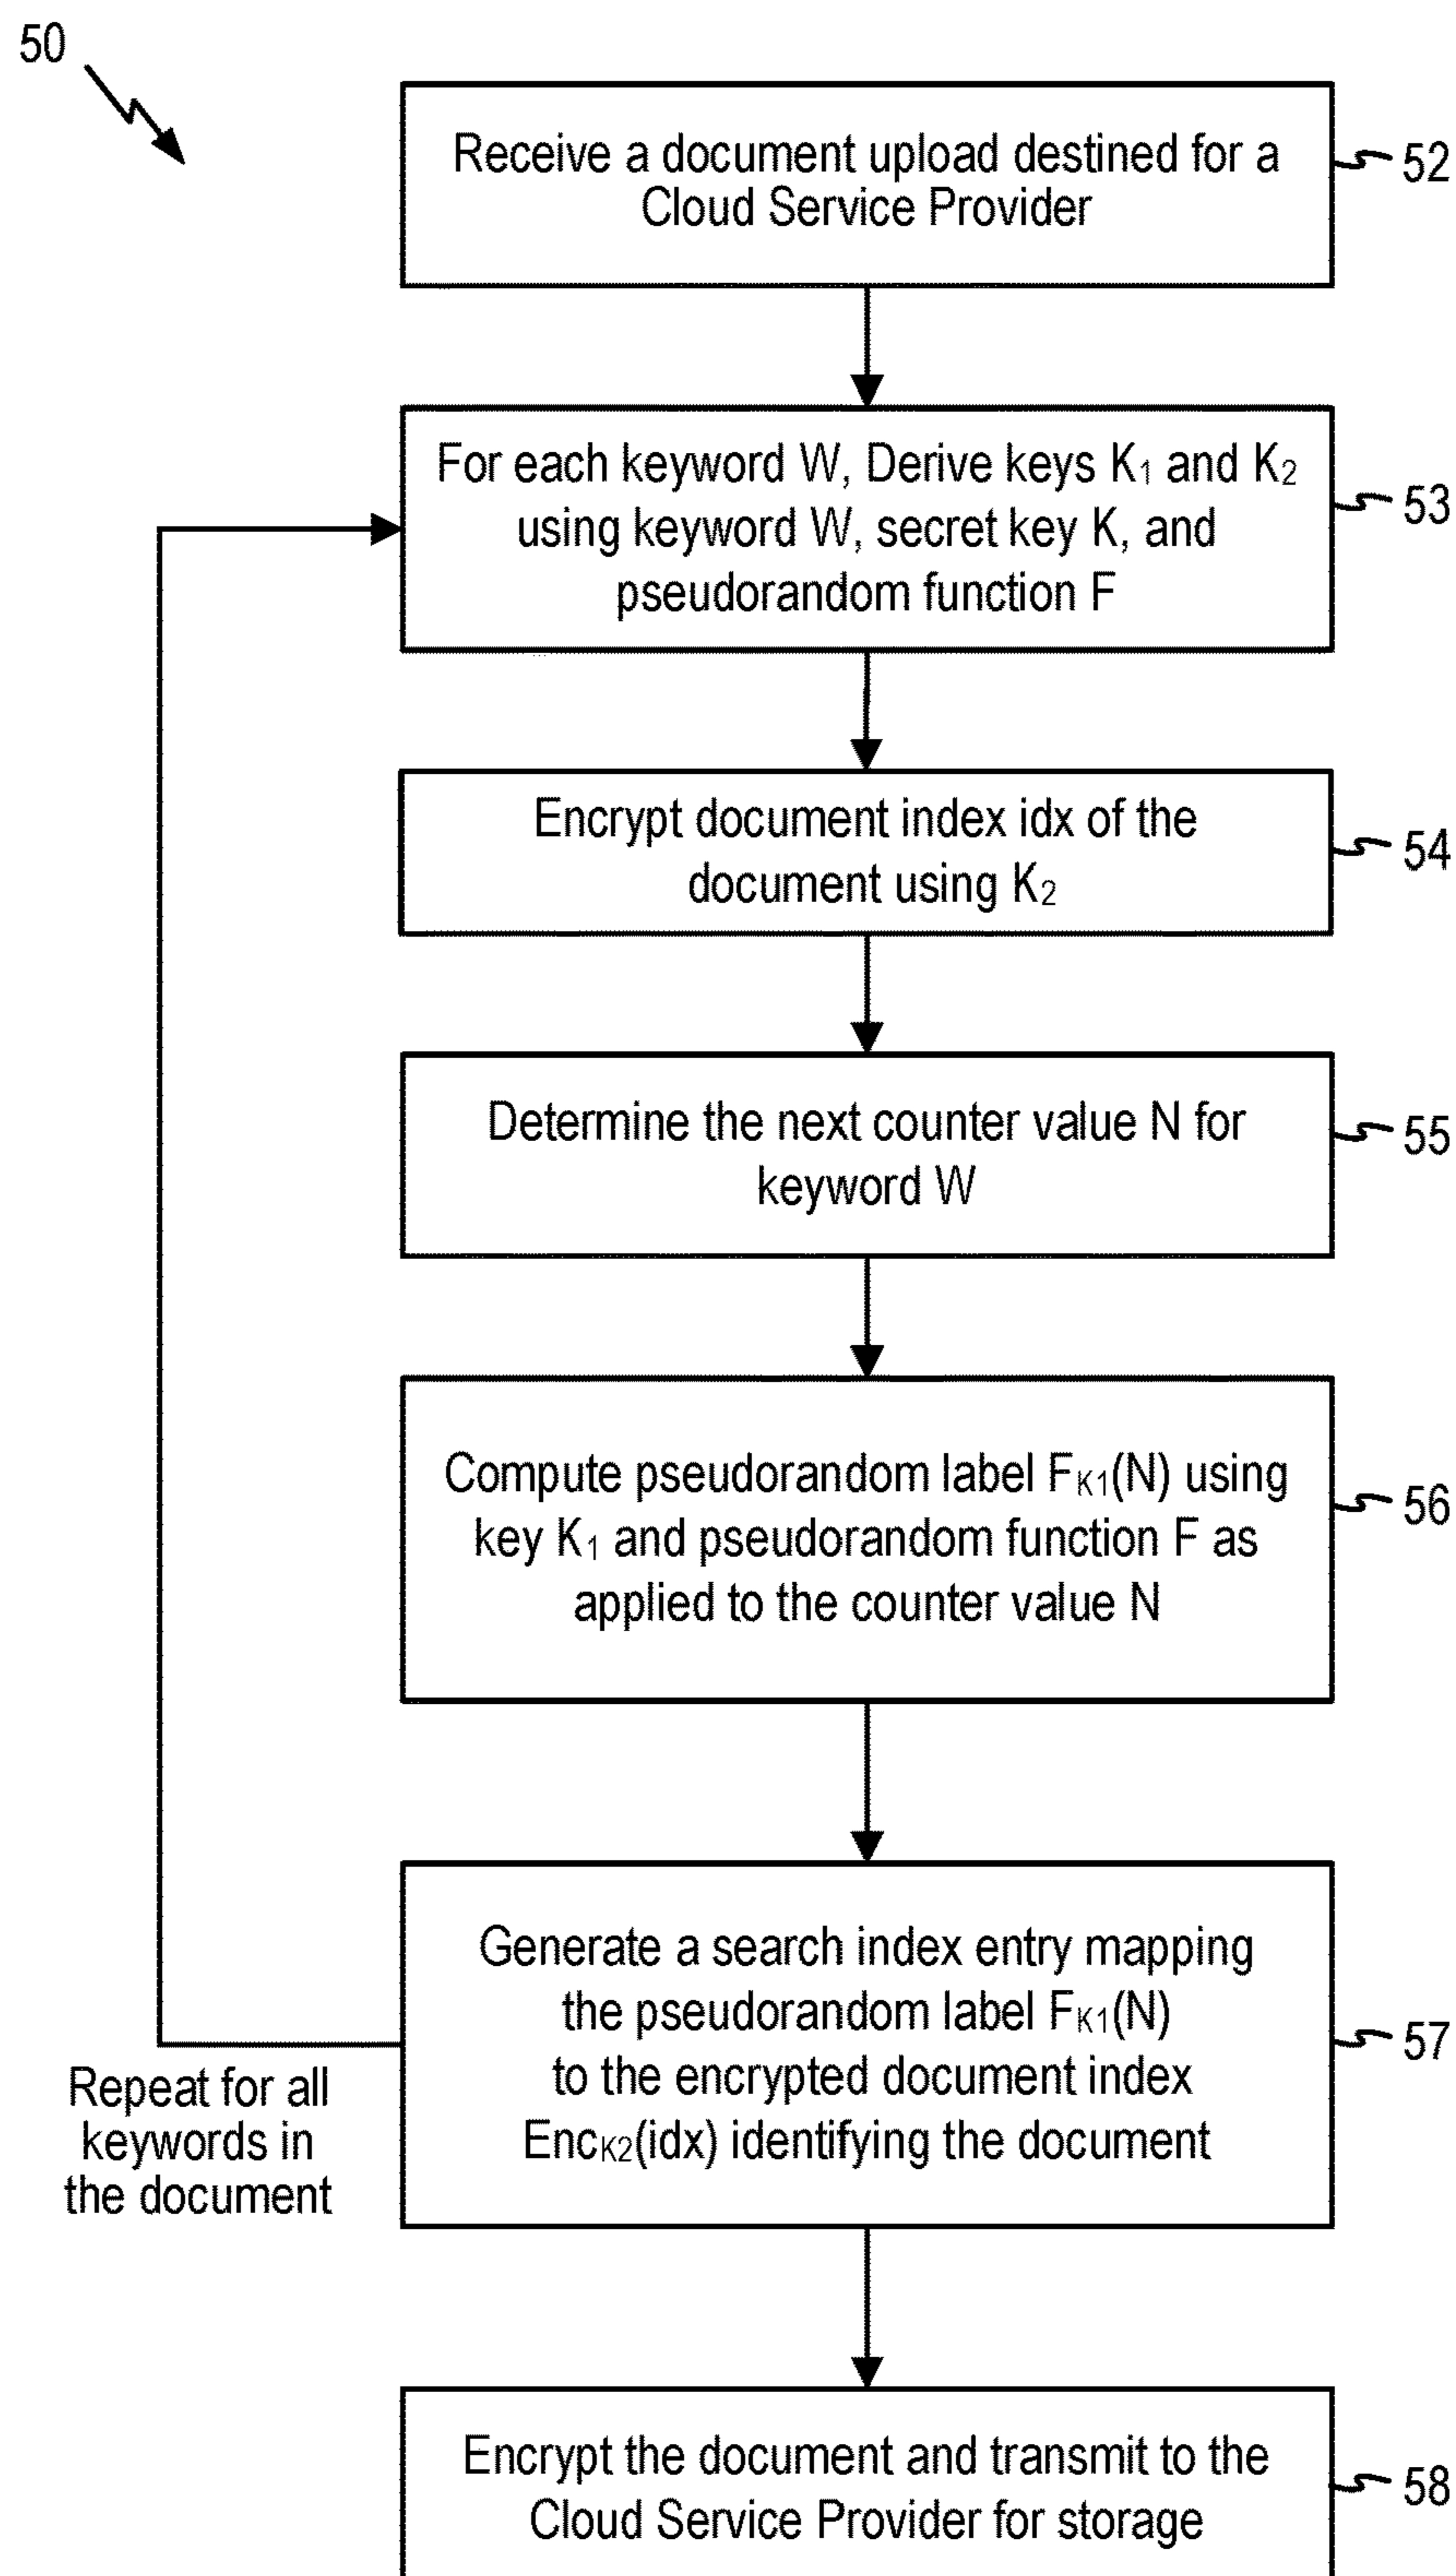 50
Receive a document upload destined for a
Cloud Service Provider
52
For each keyword W, Derive keys K₁ and K₂
using keyword W, secret key K, and
pseudorandom function F
53
Encrypt document index idx of the
document using K₂
54
Determine the next counter value N for
keyword W
55
Compute pseudorandom label F_K1(N) using
key K₁ and pseudorandom function F as
applied to the counter value N
56
Generate a search index entry mapping
the pseudorandom label F_K1(N)
to the encrypted document index
Enc_K2(idx) identifying the document
57
Repeat for all
keywords in
the document
Encrypt the document and transmit to the
Cloud Service Provider for storage
58